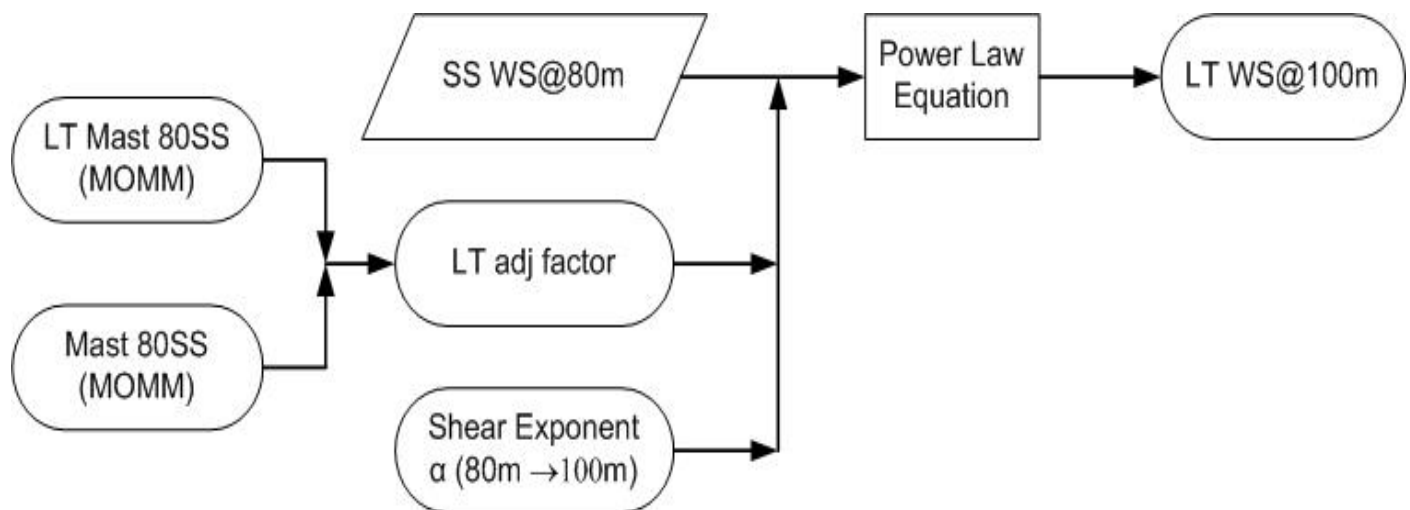 SS WS@80m
Power Law
Equation
LT WS@100m
LT Mast 80SS
(MOMM)
LT adj factor
Mast 80SS
(MOMM)
Shear Exponent
α (80m →100m)